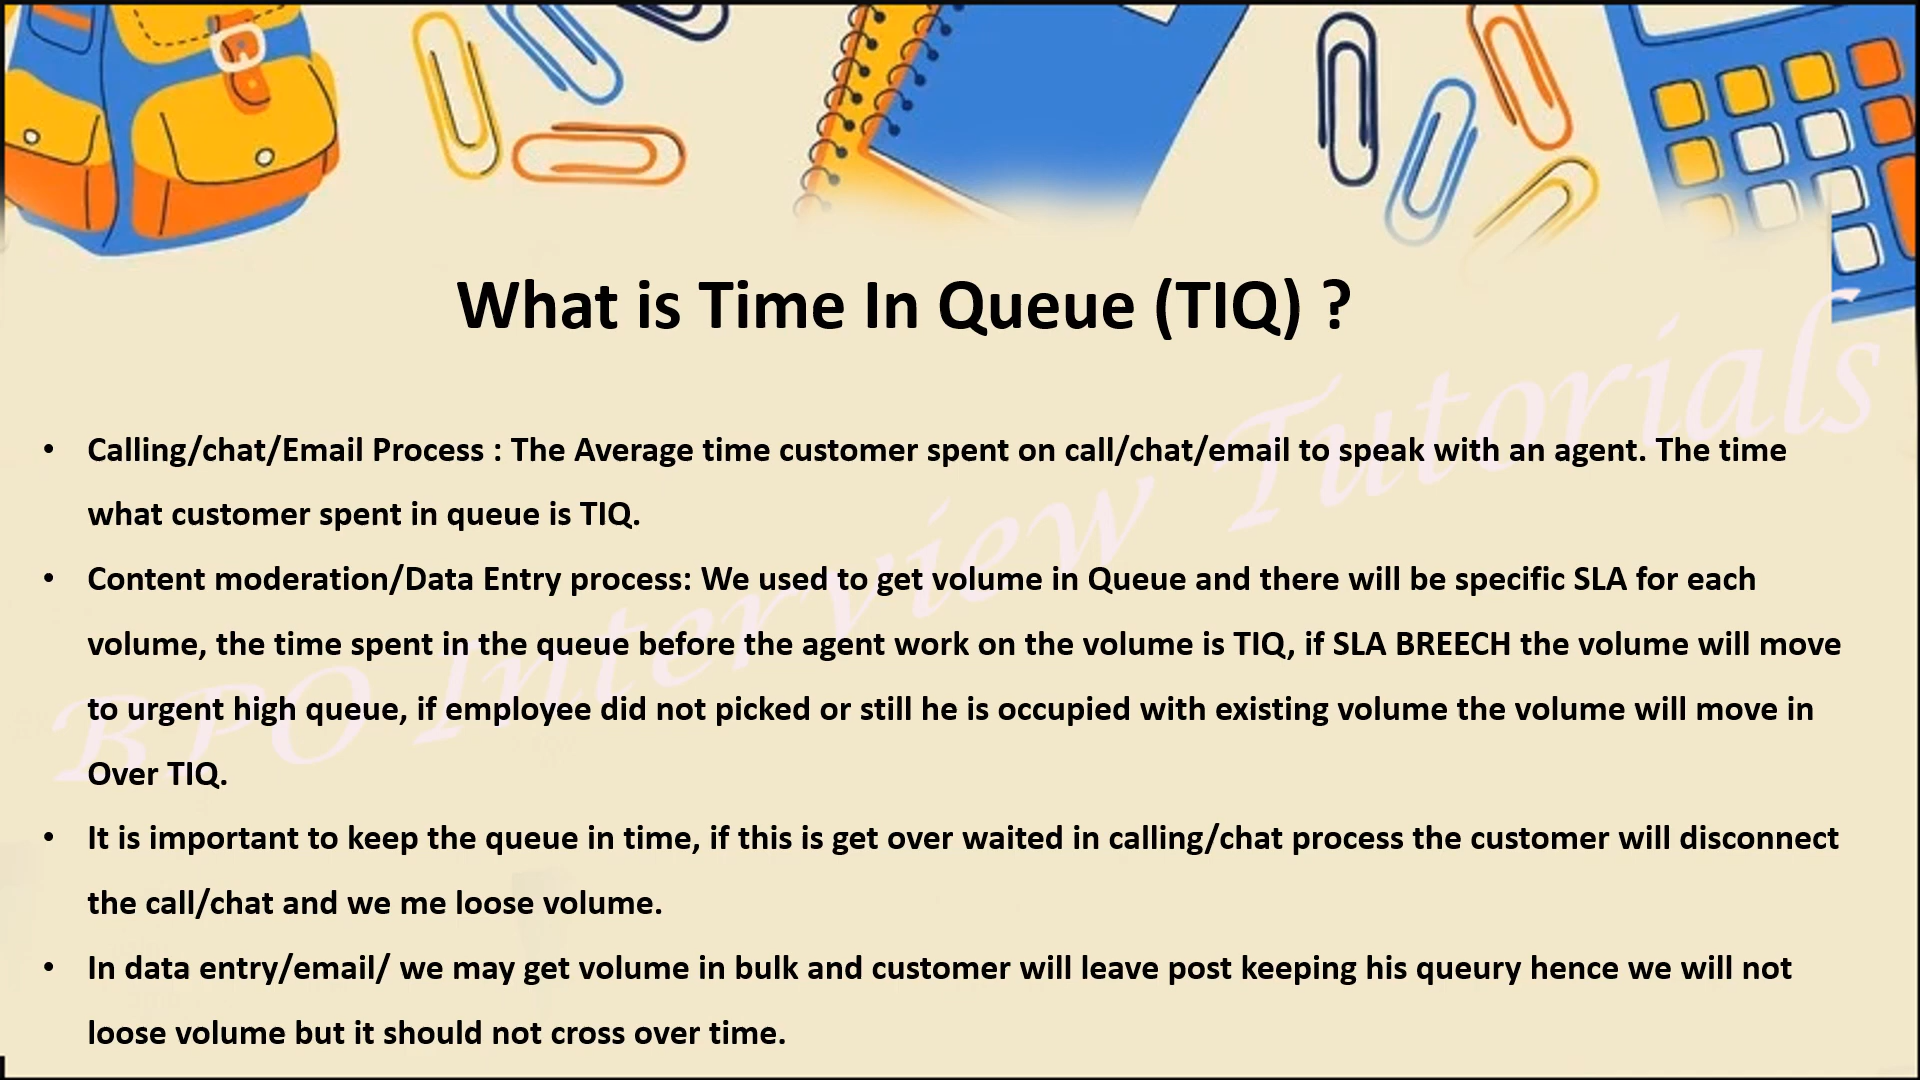 What is Time In Queue (TIQ) ?
• Calling/chat/Email Process : The Average time customer spent on call/chat/email to speak with an agent. The time
what customer spent in queue is TIQ.
• Content moderation/Data Entry process: We used to get volume in Queue and there will be specific SLA for each
volume, the time spent in the queue before the agent work on the volume is TIQ, if SLA BREECH the volume will move
to urgent high queue, if employee did not picked or still he is occupied with existing volume the volume will move in
Over TIQ.
• It is important to keep the queue in time, if this is get over waited in calling/chat process the customer will disconnect
the call/chat and we me loose volume.
• In data entry/email/ we may get volume in bulk and customer will leave post keeping his queury hence we will not
loose volume but it should not cross over time.
BPO Interview Tutorials